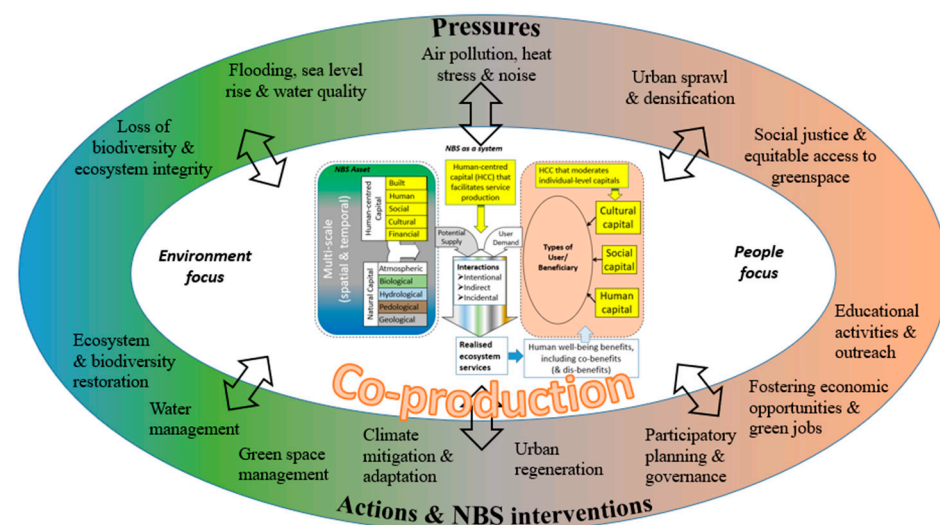 Pressures
Air pollution, heat
stress & noise
Flooding, sea level
rise & water quality
Urban sprawl
& densification
Loss of
biodiversity &
ecosystem integrity
Social justice &
equitable access to
greenspace
Environment
focus
People
focus
NBS as a system
NBS Asset
Multi-scale
(spatial & temporal)
Human-centred
Capital
Built
Human
Social
Cultural
Financial
Natural Capital
Atmospheric
Biological
Hydrological
Pedological
Geological
Human-centred
capital (HCC) that
facilitates service
production
Potential
Supply
User
Demand
Interactions
➢Intentional
➢Indirect
➢Incidental
Realised
ecosystem
services
HCC that moderates
individual-level capitals
Types of
User/
Beneficiary
Cultural
capital
Social
capital
Human
capital
Human well-being benefits,
including co-benefits
(& dis-benefits)
Co-production
Ecosystem
& biodiversity
restoration
Water
management
Green space
management
Climate
mitigation &
adaptation
Urban
regeneration
Participatory
planning &
governance
Fostering economic
opportunities &
green jobs
Educational
activities &
outreach
Actions & NBS interventions